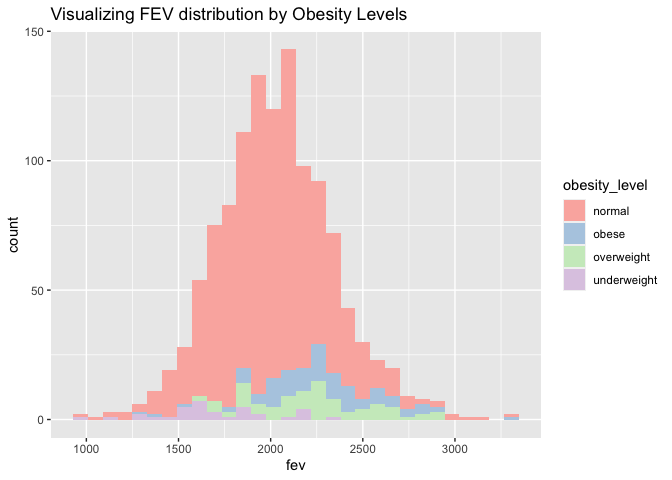 Visualizing FEV distribution by Obesity Levels
150
100
50
0
count
1000 1500 2000 2500 3000
fev
obesity_level
normal
obese
overweight
underweight